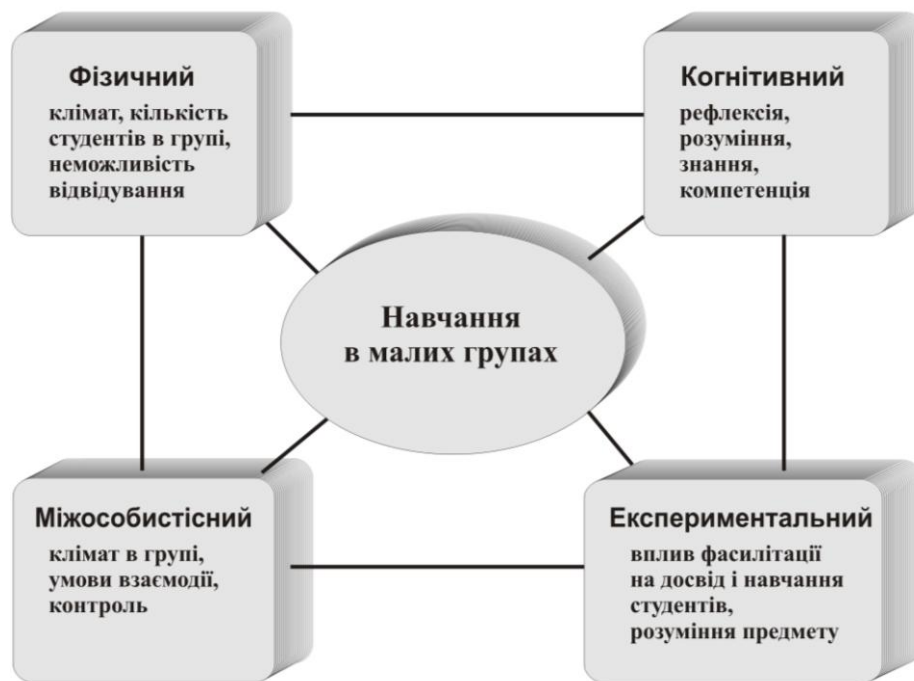 Фізичний
клімат, кількість
студентів в групі,
неможливість
відвідування
Когнітивний
рефлексія,
розуміння,
знання,
компетенція
Навчання
в малих групах
Міжособистісний
клімат в групі,
умови взаємодії,
контроль
Експериментальний
вплив фасилітації
на досвід і навчання
студентів,
розуміння предмету